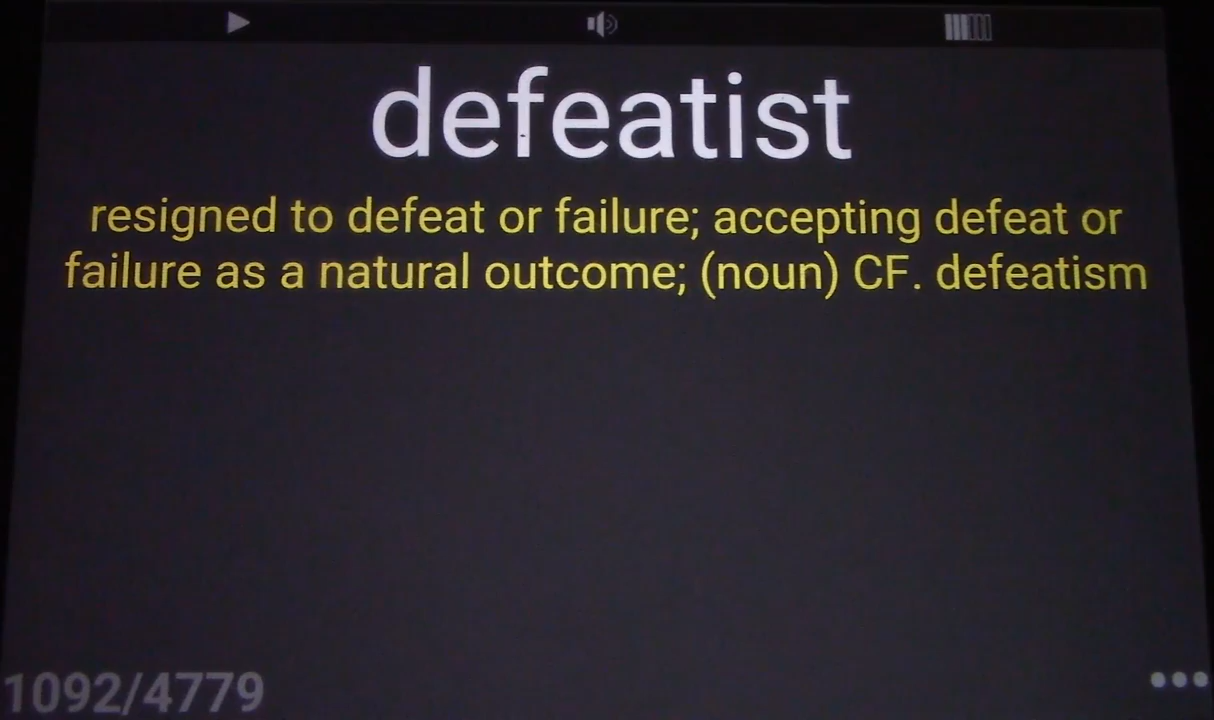 defeatist
resigned to defeat or failure; accepting defeat or
failure as a natural outcome; (noun) CF. defeatism
1092/4779